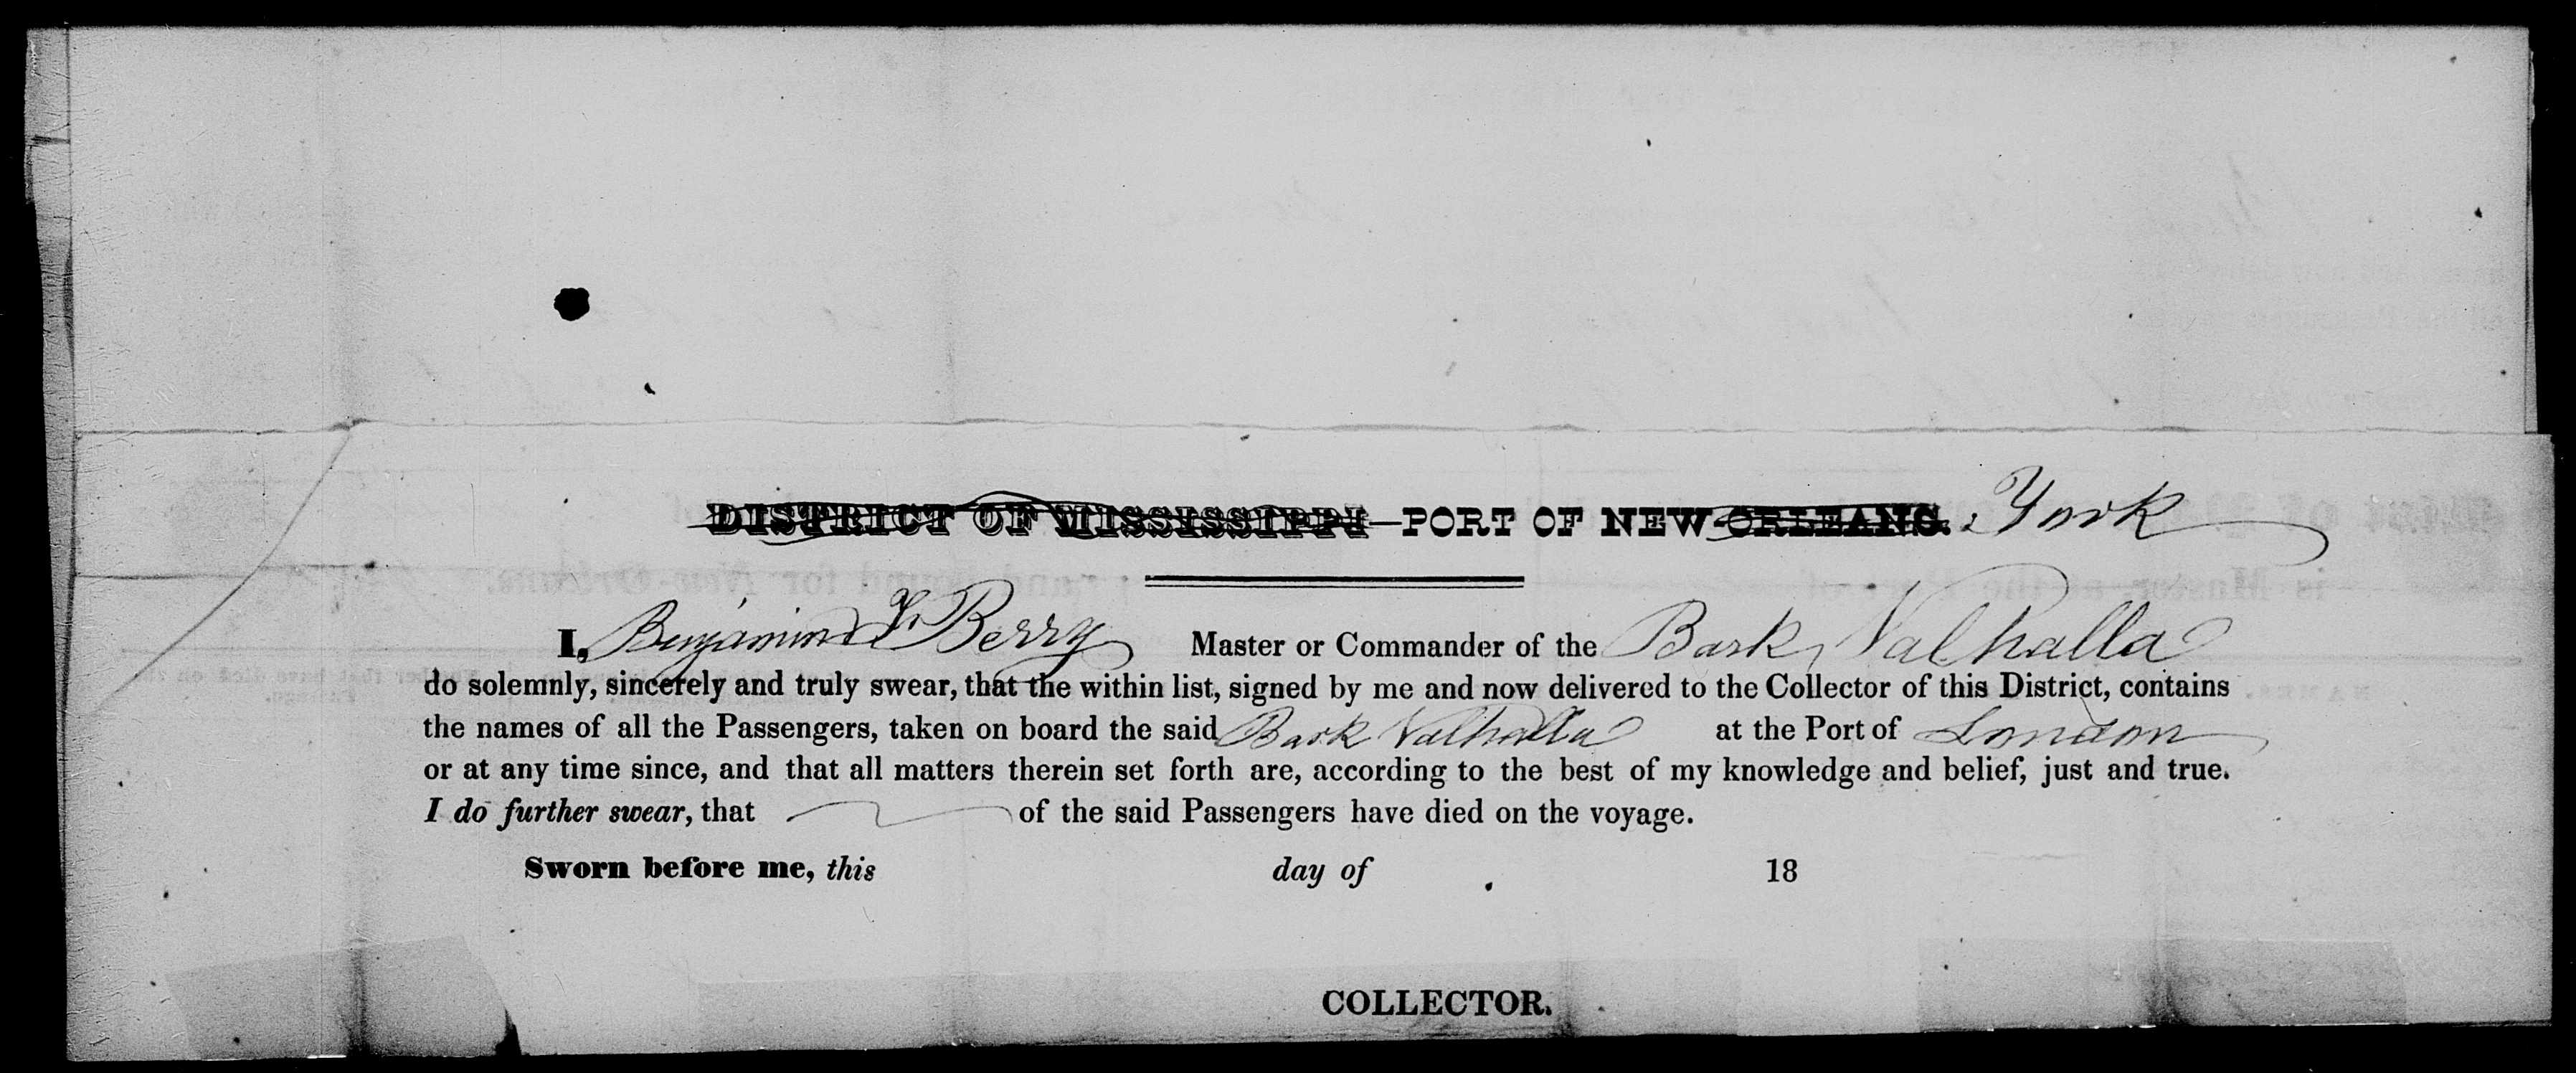 DISTRICT OF MISSISSIPPI—PORT OF NEW ORLEANS. York
I, Benjamin F. Berry Master or Commander of the Bark Valhalla
do solemnly, sincerely and truly swear, that the within list, signed by me and now delivered to the Collector of this District, contains
the names of all the Passengers, taken on board the said Bark Valhalla at the Port of London
or at any time since, and that all matters therein set forth are, according to the best of my knowledge and belief, just and true.
I do further swear, that of the said Passengers have died on the voyage.
Sworn before me, this day of 18
COLLECTOR.